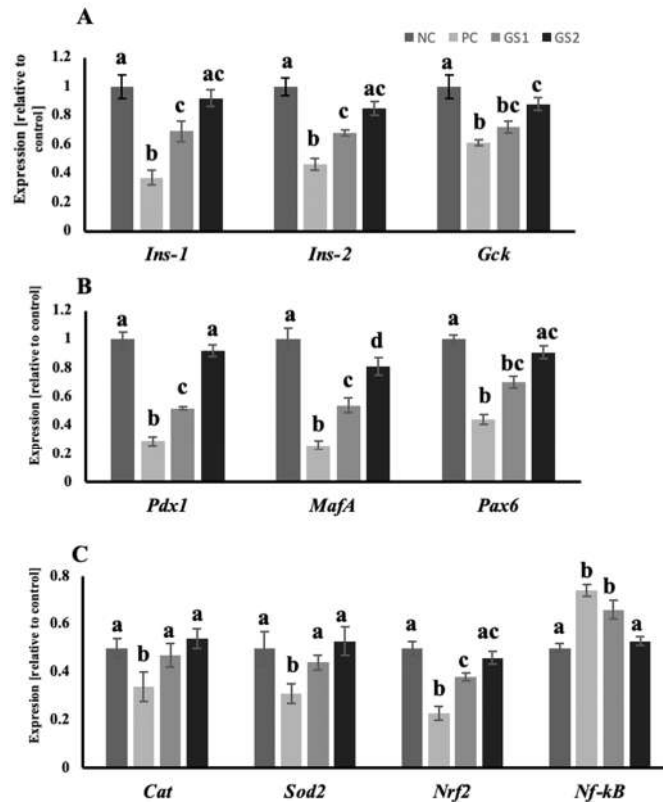 A
NC PC GS1 GS2
Expression [relative to
control]
1.2
1
0.8
0.6
0.4
0.2
0
a b c ac
a b c ac
a b bc c
Ins-1 Ins-2 Gck
B
Expression [relative to control]
1.2
1
0.8
0.6
0.4
0.2
0
a b c a
a b c d
a b bc ac
Pdx1 MafA Pax6
C
Expresion [relative to control]
0.8
0.6
0.4
0.2
0
a b a a
a b a a
a b c ac
a b b a
Cat Sod2 Nrf2 Nf-kB